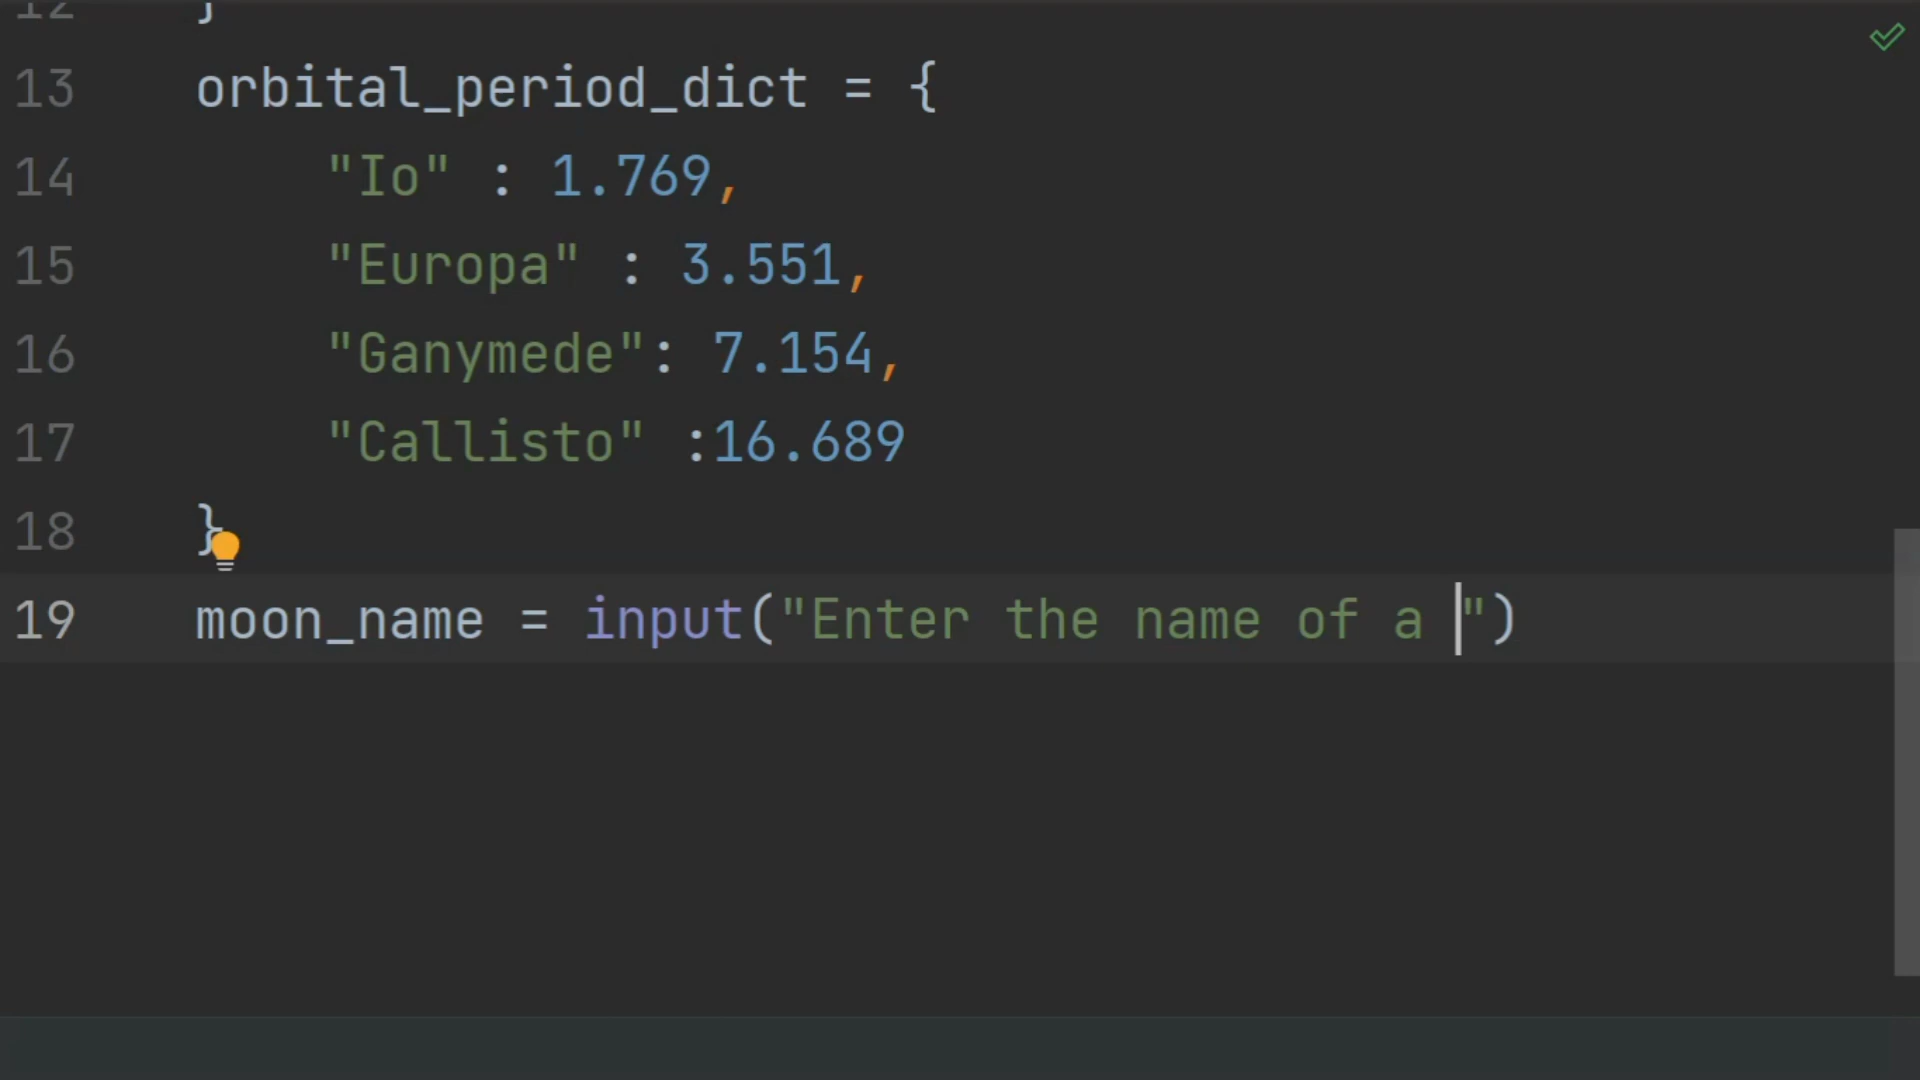 12 }
13 orbital_period_dict = {
14 "Io" : 1.769,
15 "Europa" : 3.551,
16 "Ganymede": 7.154,
17 "Callisto" :16.689
18 }
19 moon_name = input("Enter the name of a ")